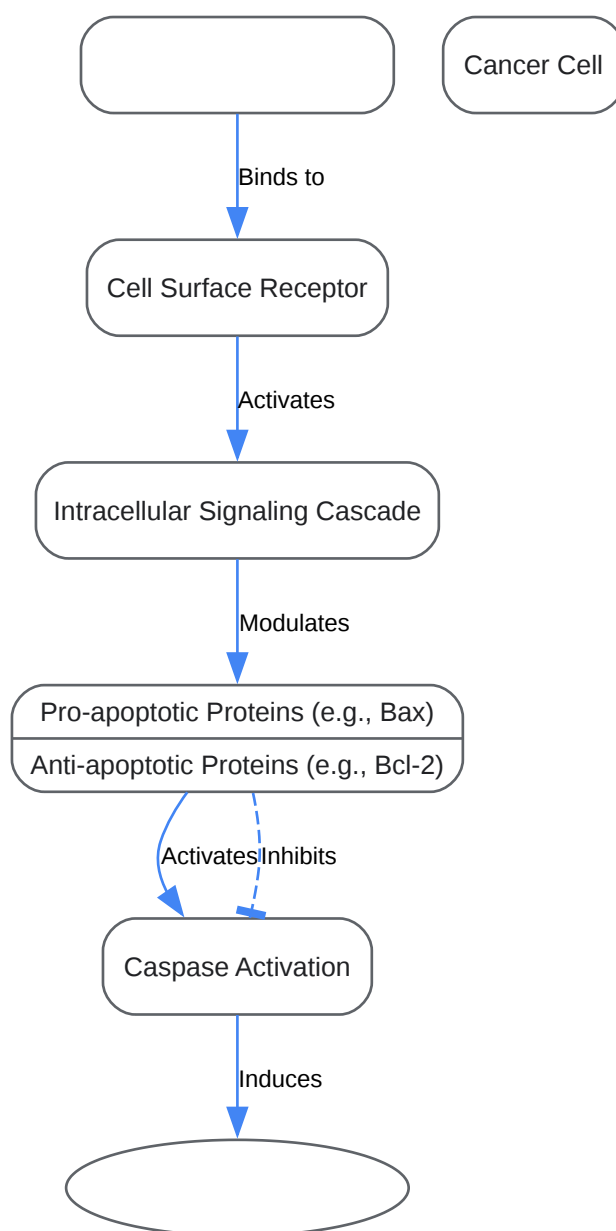 Cancer Cell
Binds to
Cell Surface Receptor
Activates
Intracellular Signaling Cascade
Modulates
Pro-apoptotic Proteins (e.g., Bax)
Anti-apoptotic Proteins (e.g., Bcl-2)
Activates
Inhibits
Caspase Activation
Induces